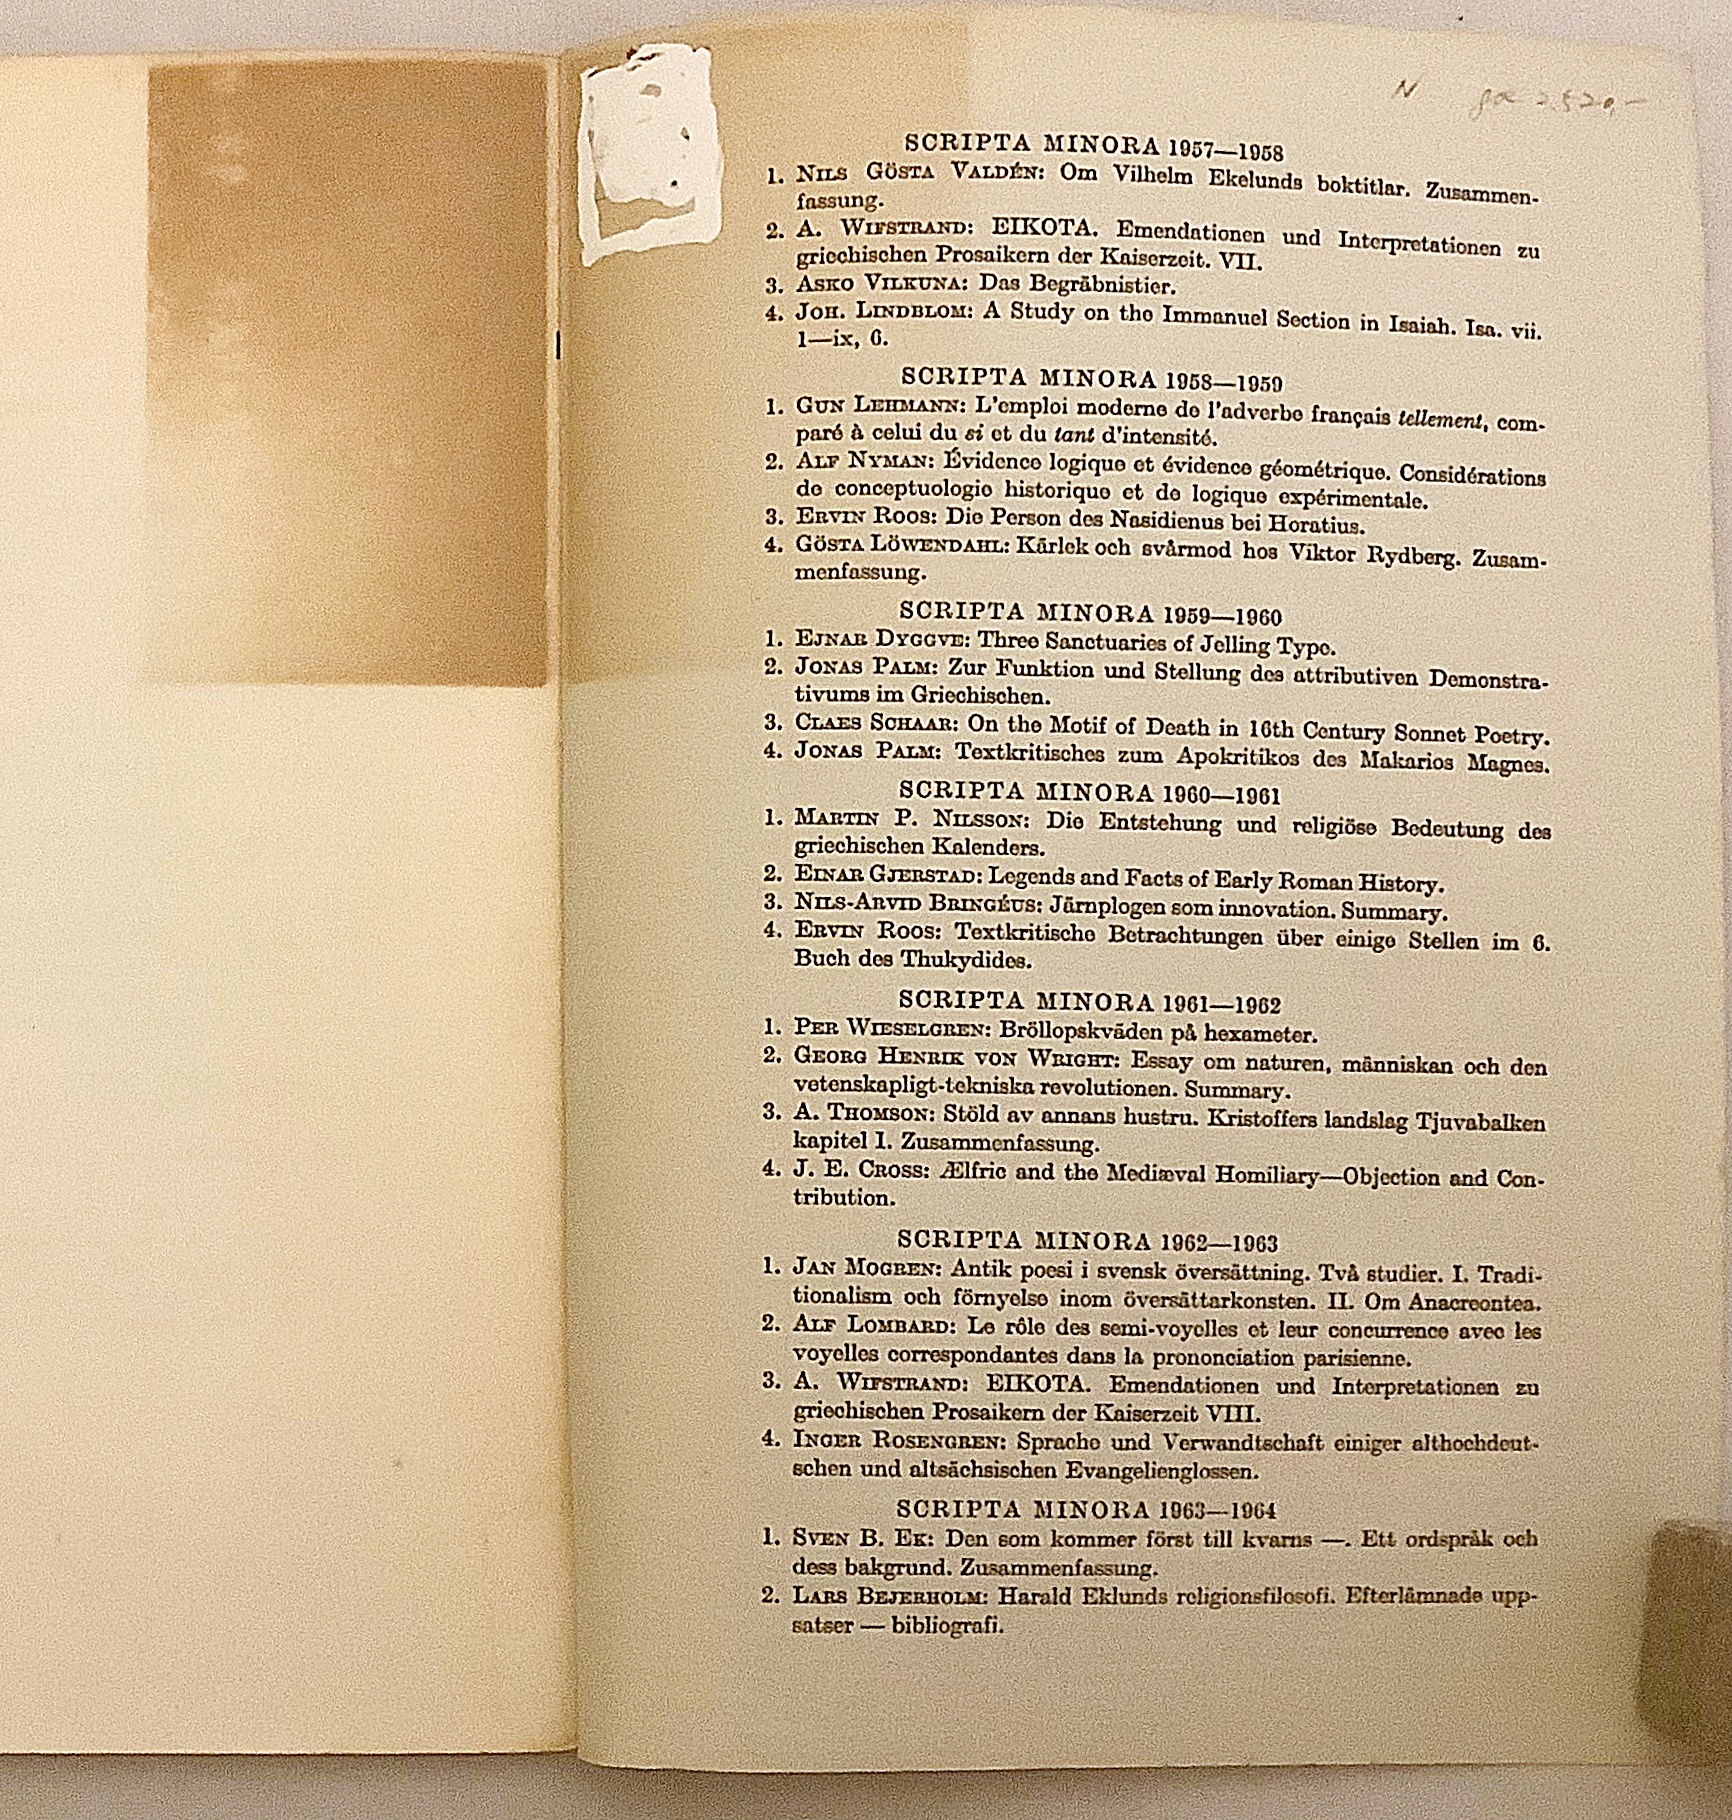 N
SCRIPTA MINORA 1957—1958
1. NILS GÖSTA VALDÉN: Om Vilhelm Ekelunds boktitlar. Zusammen-
fassung.
2. A. WIFSTRAND: EIKOTA. Emendationen und Interpretationen zu
griechischen Prosaikern der Kaiserzeit. VII.
3. ASKO VILKUNA: Das Begräbnistier.
4. JOH. LINDBLOM: A Study on the Immanuel Section in Isaiah. Isa. vii.
1—ix, 6.
SCRIPTA MINORA 1958—1959
1. GUN LEHMANN: L'emploi moderne de l'adverbe français tellement, com-
paré à celui du si et du tant d'intensité.
2. ALF NYMAN: Évidence logique et évidence géométrique. Considérations
de conceptuologie historique et de logique expérimentale.
3. ERVIN ROOS: Die Person des Nasidienus bei Horatius.
4. GÖSTA LÖWENDAHL: Kärlek och svårmod hos Viktor Rydberg. Zusam-
menfassung.
SCRIPTA MINORA 1959—1960
1. EJNAR DYGGVE: Three Sanctuaries of Jelling Type.
2. JONAS PALM: Zur Funktion und Stellung des attributiven Demonstra-
tivums im Griechischen.
3. CLAES SCHAAR: On the Motif of Death in 16th Century Sonnet Poetry.
4. JONAS PALM: Textkritisches zum Apokritikos des Makarios Magnes.
SCRIPTA MINORA 1960—1961
1. MARTIN P. NILSSON: Die Entstehung und religiöse Bedeutung des
griechischen Kalenders.
2. EINAR GJERSTAD: Legends and Facts of Early Roman History.
3. NILS-ARVID BRINGÉUS: Järnplogen som innovation. Summary.
4. ERVIN ROOS: Textkritische Betrachtungen über einige Stellen im 6.
Buch des Thukydides.
SCRIPTA MINORA 1961—1962
1. PER WIESELGREN: Bröllopskväden på hexameter.
2. GEORG HENRIK VON WRIGHT: Essay om naturen, människan och den
vetenskapligt-tekniska revolutionen. Summary.
3. A. THOMSON: Stöld av annans hustru. Kristoffers landslag Tjuvabalken
kapitel I. Zusammenfassung.
4. J. E. CROSS: Ælfric and the Mediæval Homiliary—Objection and Con-
tribution.
SCRIPTA MINORA 1962—1963
1. JAN MOGREN: Antik poesi i svensk översättning. Två studier. I. Tradi-
tionalism och förnyelse inom översättarkonsten. II. Om Anacreontea.
2. ALF LOMBARD: Le rôle des semi-voyelles et leur concurrence avec les
voyelles correspondantes dans la prononciation parisienne.
3. A. WIFSTRAND: EIKOTA. Emendationen und Interpretationen zu
griechischen Prosaikern der Kaiserzeit VIII.
4. INGER ROSENGREN: Sprache und Verwandtschaft einiger althochdeut-
schen und altsächsischen Evangelienglossen.
SCRIPTA MINORA 1963—1964
1. SVEN B. EK: Den som kommer först till kvarns —. Ett ordspråk och
dess bakgrund. Zusammenfassung.
2. LARS BEJERHOLM: Harald Eklunds religionsfilosofi. Efterlämnade upp-
satser — bibliografi.